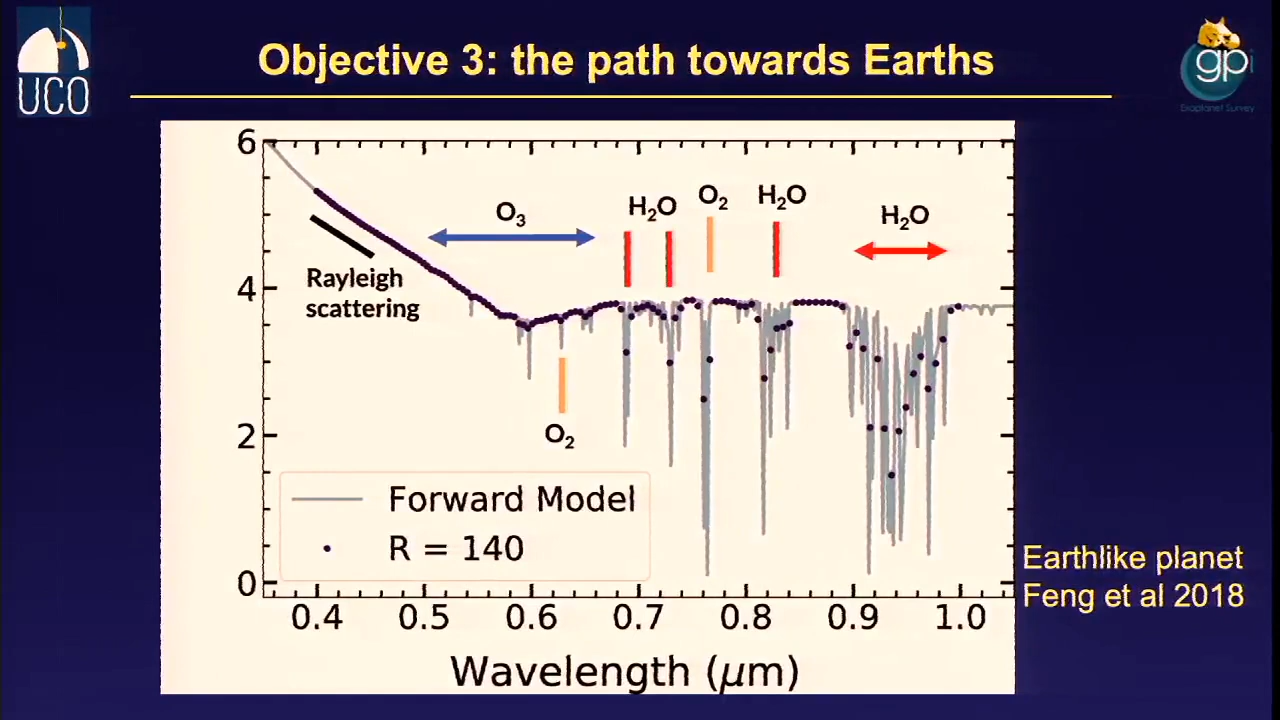 UCO
Objective 3: the path towards Earths
gpi
Exoplanet Survey
6
4
2
0
O₃
H₂O
O₂
H₂O
H₂O
Rayleigh
scattering
O₂
Forward Model
R = 140
0.4 0.5 0.6 0.7 0.8 0.9 1.0
Wavelength (μm)
Earthlike planet
Feng et al 2018